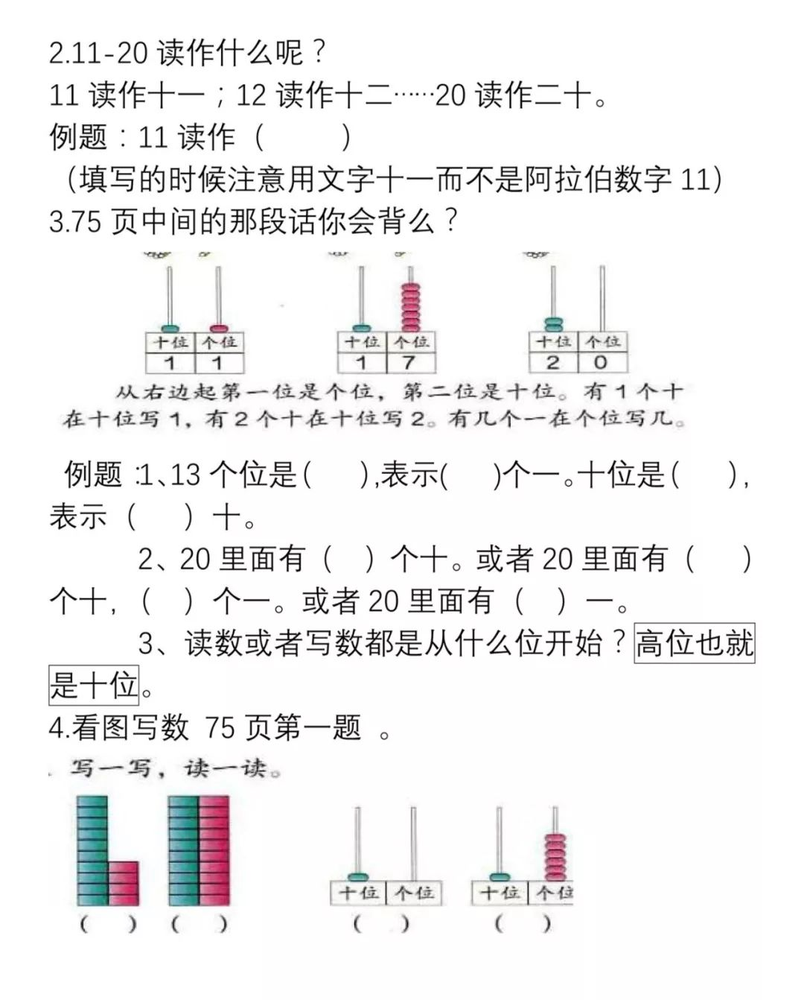 2.11-20 读作什么呢？
11 读作十一；12 读作十二……20 读作二十。
例题：11 读作（ ）
（填写的时候注意用文字十一而不是阿拉伯数字 11）
3.75 页中间的那段话你会背么？
十位 个位 十位 个位 十位 个位
1 1 1 7 2 0
从右边起第一位是个位，第二位是十位。有 1 个十
在十位写 1，有 2 个十在十位写 2。有几个一在个位写几。
例题:1、13 个位是( ),表示( )个一。十位是( ),
表示（ ）十。
2、20 里面有（ ）个十。或者 20 里面有（ ）
个十,（ ）个一。或者 20 里面有（ ）一。
3、读数或者写数都是从什么位开始？高位也就
是十位。
4.看图写数 75 页第一题 。
写一写，读一读。
十位 个位 十位 个位
( ) ( ) ( ) ( )